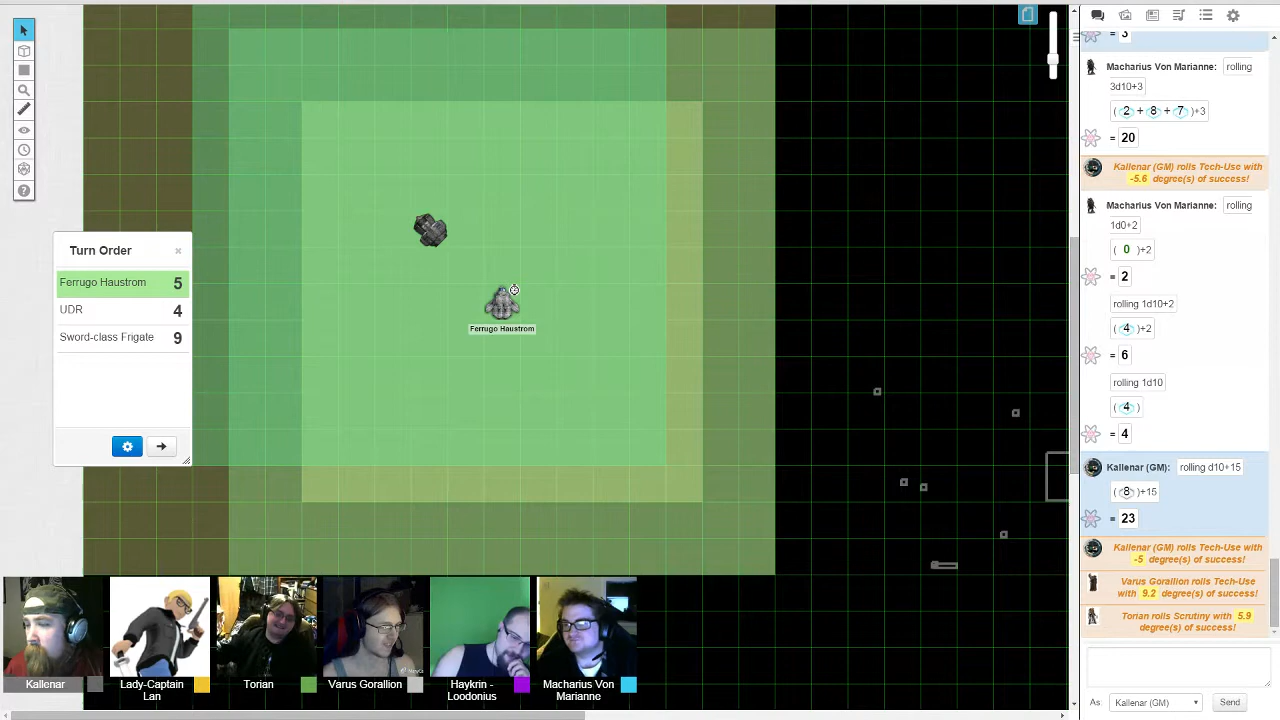 Turn Order
×
Ferrugo Haustrom 5
UDR 4
Sword-class Frigate 9
Ferrugo Haustrom
Kallenar
Lady-Captain
Lan
Torian
Varus Gorallion
Haykrin -
Loodonius
Macharius Von
Marianne
= 3
Macharius Von Marianne: rolling
3d10+3
(2+8+7)+3
= 20
Kallenar (GM) rolls Tech-Use with
-5.6 degree(s) of success!
Macharius Von Marianne: rolling
1d0+2
( 0 )+2
= 2
rolling 1d10+2
(4)+2
= 6
rolling 1d10
(4)
= 4
Kallenar (GM): rolling d10+15
(8)+15
= 23
Kallenar (GM) rolls Tech-Use with
-5 degree(s) of success!
Varus Gorallion rolls Tech-Use
with 9.2 degree(s) of success!
Torian rolls Scrutiny with 5.9
degree(s) of success!
As: Kallenar (GM) Send